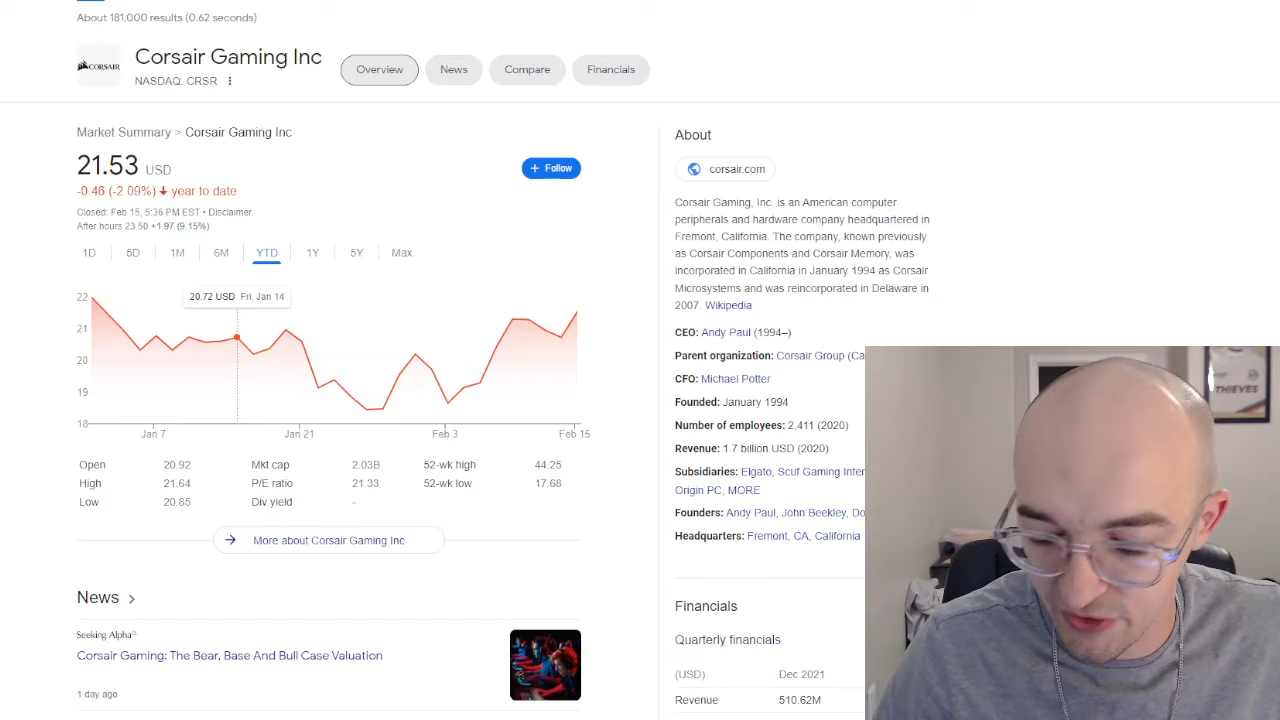 About 181,000 results (0.62 seconds)
CORSAIR
Corsair Gaming Inc
NASDAQ: CRSR
Overview
News
Compare
Financials
Market Summary > Corsair Gaming Inc
21.53 USD
+ Follow
-0.46 (-2.09%) year to date
Closed: Feb 15, 5:36 PM EST • Disclaimer
After hours 23.50 +1.97 (9.15%)
1D 5D 1M 6M YTD 1Y 5Y Max
20.72 USD Fri, Jan 14
22
21
20
19
18
Jan 7 Jan 21 Feb 3 Feb 15
Open 20.92 Mkt cap 2.03B 52-wk high 44.25
High 21.64 P/E ratio 21.33 52-wk low 17.68
Low 20.85 Div yield -
More about Corsair Gaming Inc
News
Seeking Alpha
Corsair Gaming: The Bear, Base And Bull Case Valuation
1 day ago
About
corsair.com
Corsair Gaming, Inc. is an American computer
peripherals and hardware company headquartered in
Fremont, California. The company, known previously
as Corsair Components and Corsair Memory, was
incorporated in California in January 1994 as Corsair
Microsystems and was reincorporated in Delaware in
2007. Wikipedia
CEO: Andy Paul (1994–)
Parent organization: Corsair Group (Ca
CFO: Michael Potter
Founded: January 1994
Number of employees: 2,411 (2020)
Revenue: 1.7 billion USD (2020)
Subsidiaries: Elgato, Scuf Gaming Inter
Origin PC, MORE
Founders: Andy Paul, John Beekley, Do
Headquarters: Fremont, CA, California
Financials
Quarterly financials
(USD) Dec 2021
Revenue 510.62M
THIEVES